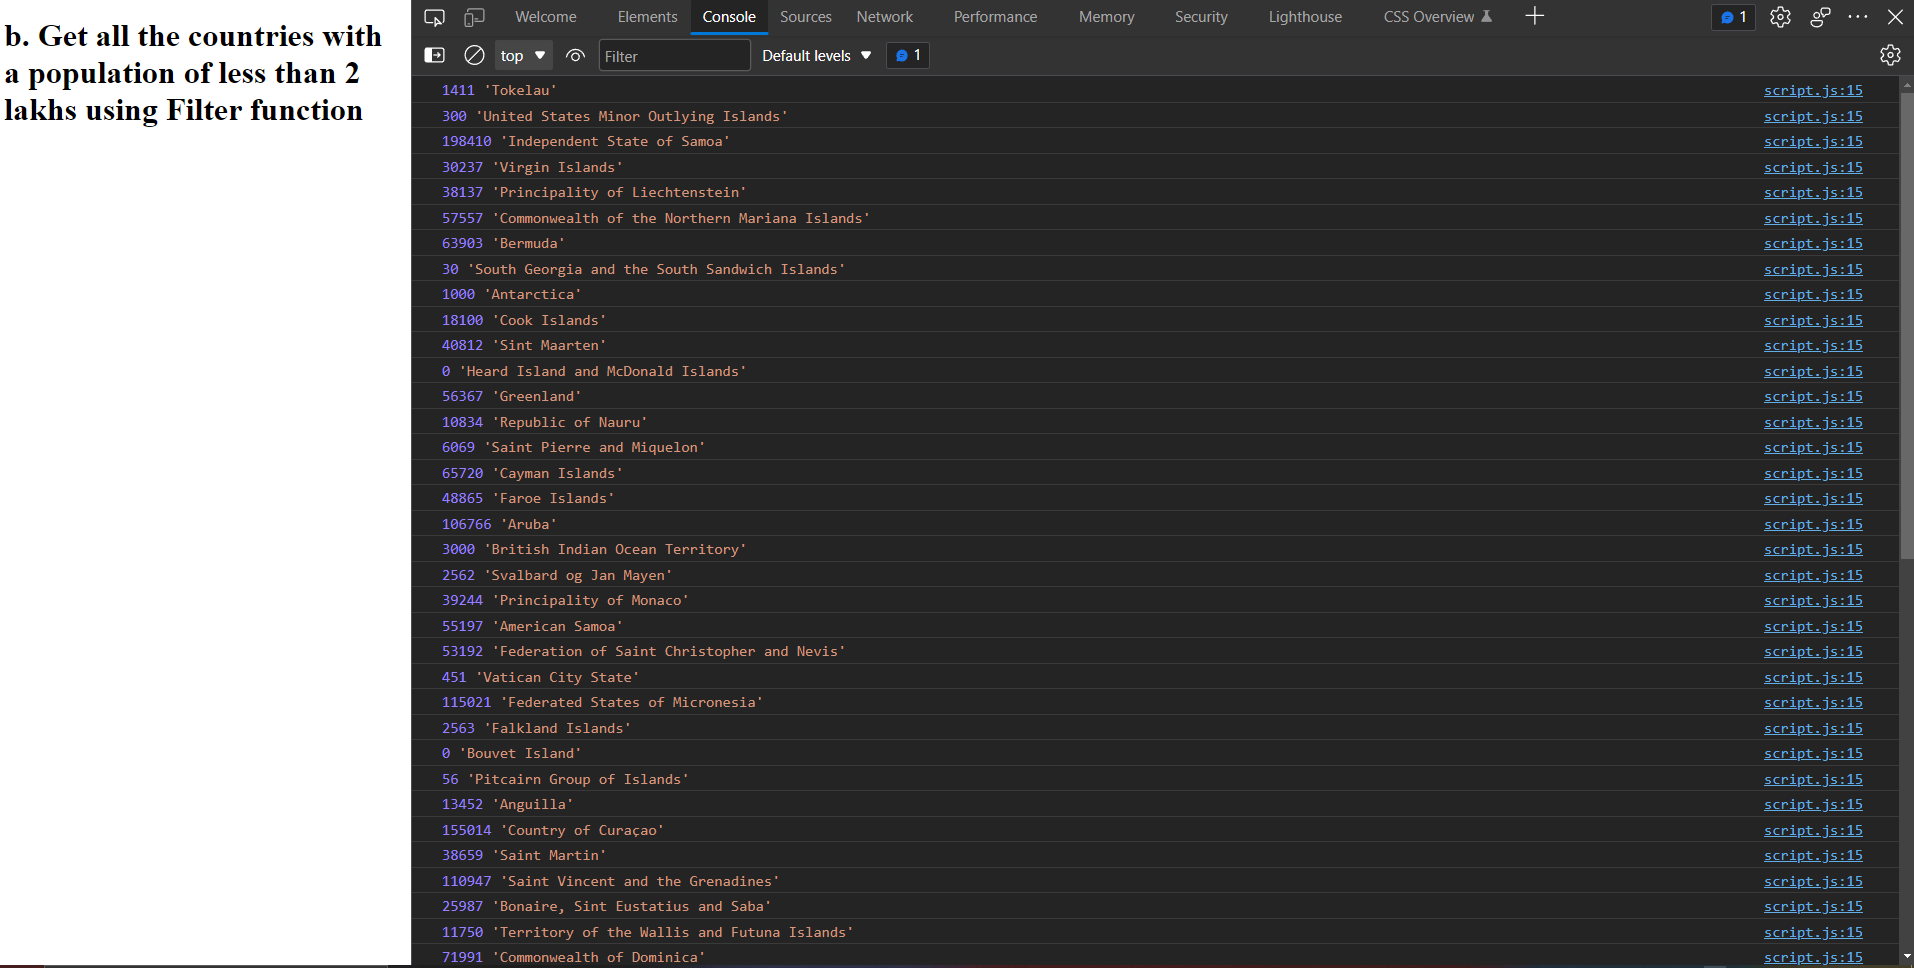 b. Get all the countries with
a population of less than 2
lakhs using Filter function
Welcome Elements Console Sources Network Performance Memory Security Lighthouse CSS Overview 1
top Filter Default levels 1
1411 'Tokelau' script.js:15
300 'United States Minor Outlying Islands' script.js:15
198410 'Independent State of Samoa' script.js:15
30237 'Virgin Islands' script.js:15
38137 'Principality of Liechtenstein' script.js:15
57557 'Commonwealth of the Northern Mariana Islands' script.js:15
63903 'Bermuda' script.js:15
30 'South Georgia and the South Sandwich Islands' script.js:15
1000 'Antarctica' script.js:15
18100 'Cook Islands' script.js:15
40812 'Sint Maarten' script.js:15
0 'Heard Island and McDonald Islands' script.js:15
56367 'Greenland' script.js:15
10834 'Republic of Nauru' script.js:15
6069 'Saint Pierre and Miquelon' script.js:15
65720 'Cayman Islands' script.js:15
48865 'Faroe Islands' script.js:15
106766 'Aruba' script.js:15
3000 'British Indian Ocean Territory' script.js:15
2562 'Svalbard og Jan Mayen' script.js:15
39244 'Principality of Monaco' script.js:15
55197 'American Samoa' script.js:15
53192 'Federation of Saint Christopher and Nevis' script.js:15
451 'Vatican City State' script.js:15
115021 'Federated States of Micronesia' script.js:15
2563 'Falkland Islands' script.js:15
0 'Bouvet Island' script.js:15
56 'Pitcairn Group of Islands' script.js:15
13452 'Anguilla' script.js:15
155014 'Country of Curaçao' script.js:15
38659 'Saint Martin' script.js:15
110947 'Saint Vincent and the Grenadines' script.js:15
25987 'Bonaire, Sint Eustatius and Saba' script.js:15
11750 'Territory of the Wallis and Futuna Islands' script.js:15
71991 'Commonwealth of Dominica' script.js:15